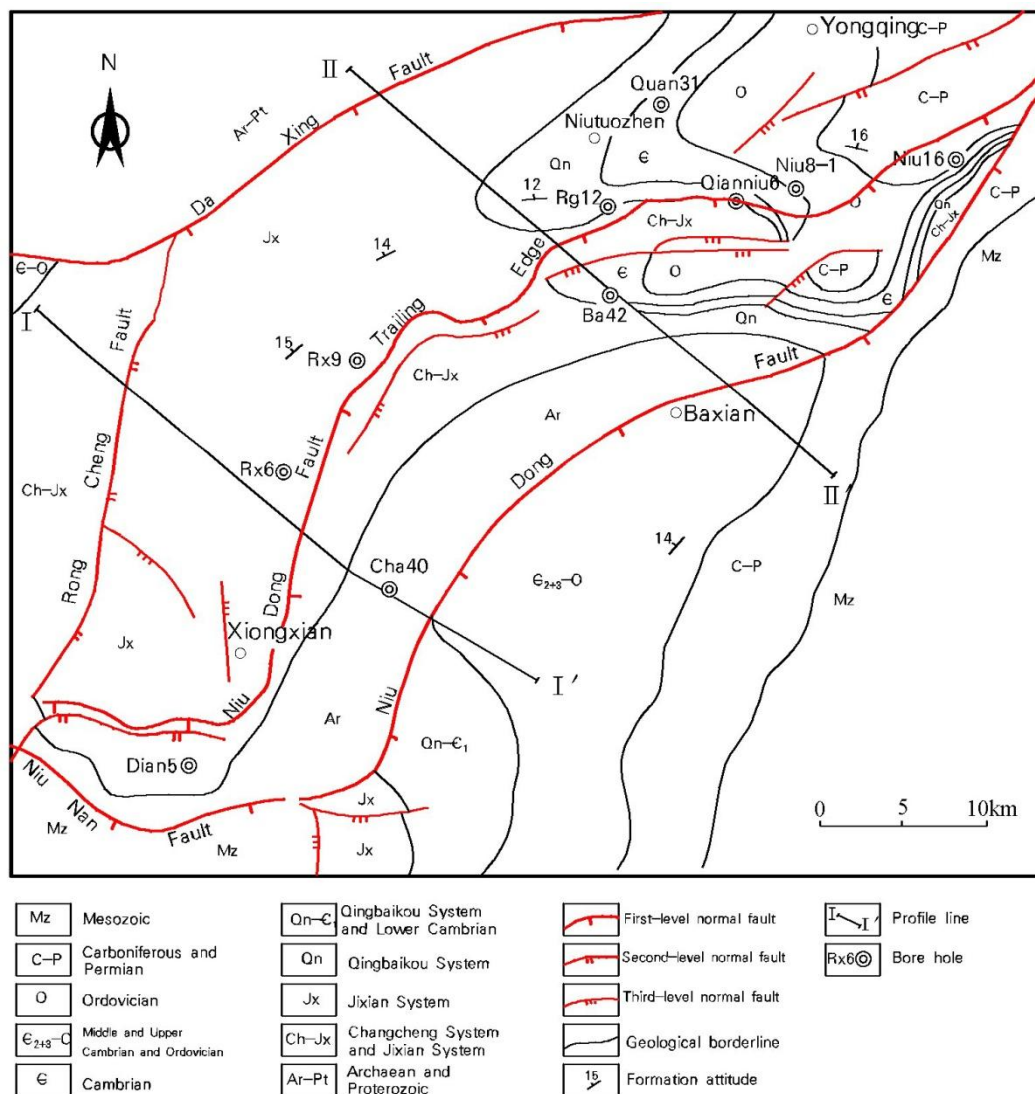 Yongqing
C-P
N
II
Fault
Quan31
O
Ar-Pt
Niutuozhen
C-P
Xing
16
Qn
Є
Niu8-1
Niu16
12
Qianniu6
C-P
Rg12
O
Qn
Da
Ch-Jx
Ch-Jx
Jx
14
Edge
Mz
Є-O
Є
O
C-P
Є
I
Ba42
Trailing
Qn
Fault
15
Rx9
Fault
Ch-Jx
Ar
Baxian
Fault
Rx6
Dong
II'
Cheng
Ch-Jx
14
C-P
Cha40
Є2+3-O
Rong
Dong
Mz
Xiongxian
Jx
I'
Niu
Niu
Ar
Qn-Є1
Dian5
0 5 10km
Niu
Nan
Jx
Mz
Fault
Mz
Jx
Mz Mesozoic
C-P Carboniferous and
Permian
O Ordovician
Є2+3-O Middle and Upper
Cambrian and Ordovician
Є Cambrian
Qn-Є1 Qingbaikou System
and Lower Cambrian
Qn Qingbaikou System
Jx Jixian System
Ch-Jx Changcheng System
and Jixian System
Ar-Pt Archaean and
Proterozoic
First-level normal fault
Second-level normal fault
Third-level normal fault
Geological borderline
15 Formation attitude
I I' Profile line
Rx6 Bore hole